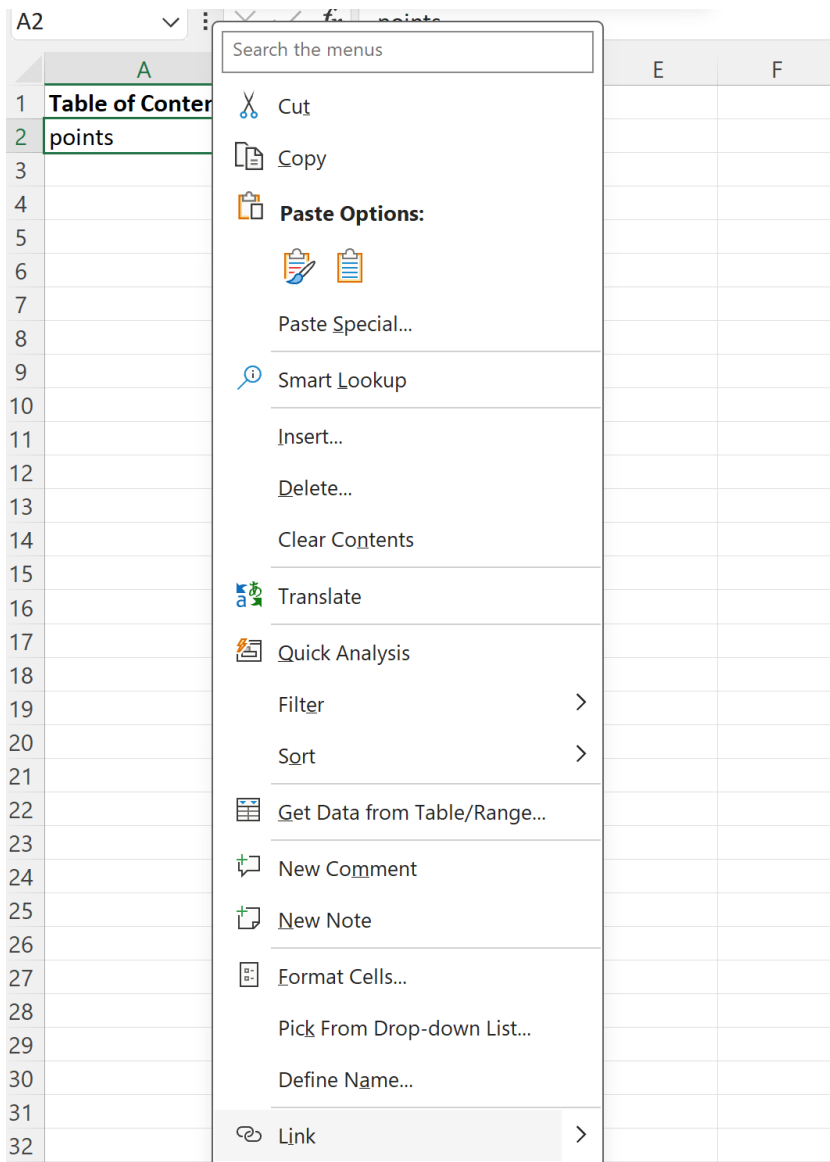 A2
points
A E F
1 Table of Conten
2 points
3
4
5
6
7
8
9
10
11
12
13
14
15
16
17
18
19
20
21
22
23
24
25
26
27
28
29
30
31
32
Search the menus
Cut
Copy
Paste Options:
Paste Special...
Smart Lookup
Insert...
Delete...
Clear Contents
Translate
Quick Analysis
Filter
Sort
Get Data from Table/Range...
New Comment
New Note
Format Cells...
Pick From Drop-down List...
Define Name...
Link